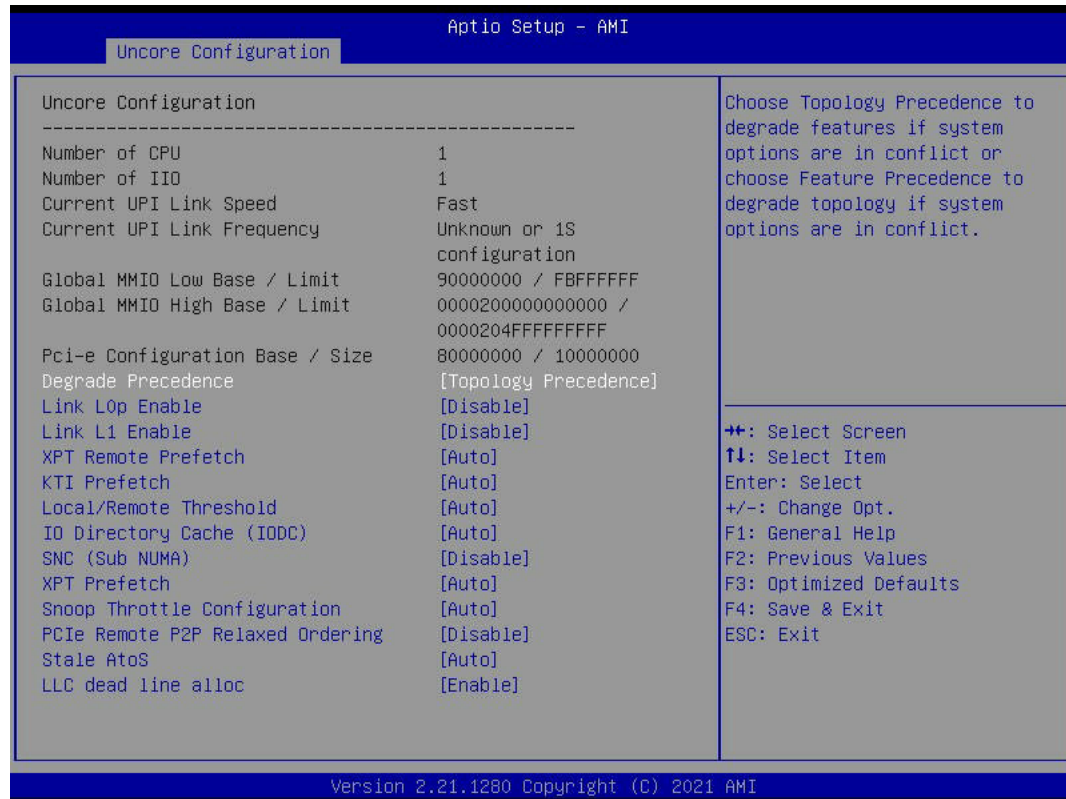 Aptio Setup - AMI
Uncore Configuration
Uncore Configuration
--------------------------------------------------
Number of CPU 1
Number of IIO 1
Current UPI Link Speed Fast
Current UPI Link Frequency Unknown or 1S
configuration
Global MMIO Low Base / Limit 90000000 / FBFFFFFF
Global MMIO High Base / Limit 0000200000000000 /
0000204FFFFFFFFF
Pci-e Configuration Base / Size 80000000 / 10000000
Degrade Precedence [Topology Precedence]
Link L0p Enable [Disable]
Link L1 Enable [Disable]
XPT Remote Prefetch [Auto]
KTI Prefetch [Auto]
Local/Remote Threshold [Auto]
IO Directory Cache (IODC) [Auto]
SNC (Sub NUMA) [Disable]
XPT Prefetch [Auto]
Snoop Throttle Configuration [Auto]
PCIe Remote P2P Relaxed Ordering [Disable]
Stale AtoS [Auto]
LLC dead line alloc [Enable]
Choose Topology Precedence to
degrade features if system
options are in conflict or
choose Feature Precedence to
degrade topology if system
options are in conflict.
→←: Select Screen
↑↓: Select Item
Enter: Select
+/-: Change Opt.
F1: General Help
F2: Previous Values
F3: Optimized Defaults
F4: Save & Exit
ESC: Exit
Version 2.21.1280 Copyright (C) 2021 AMI